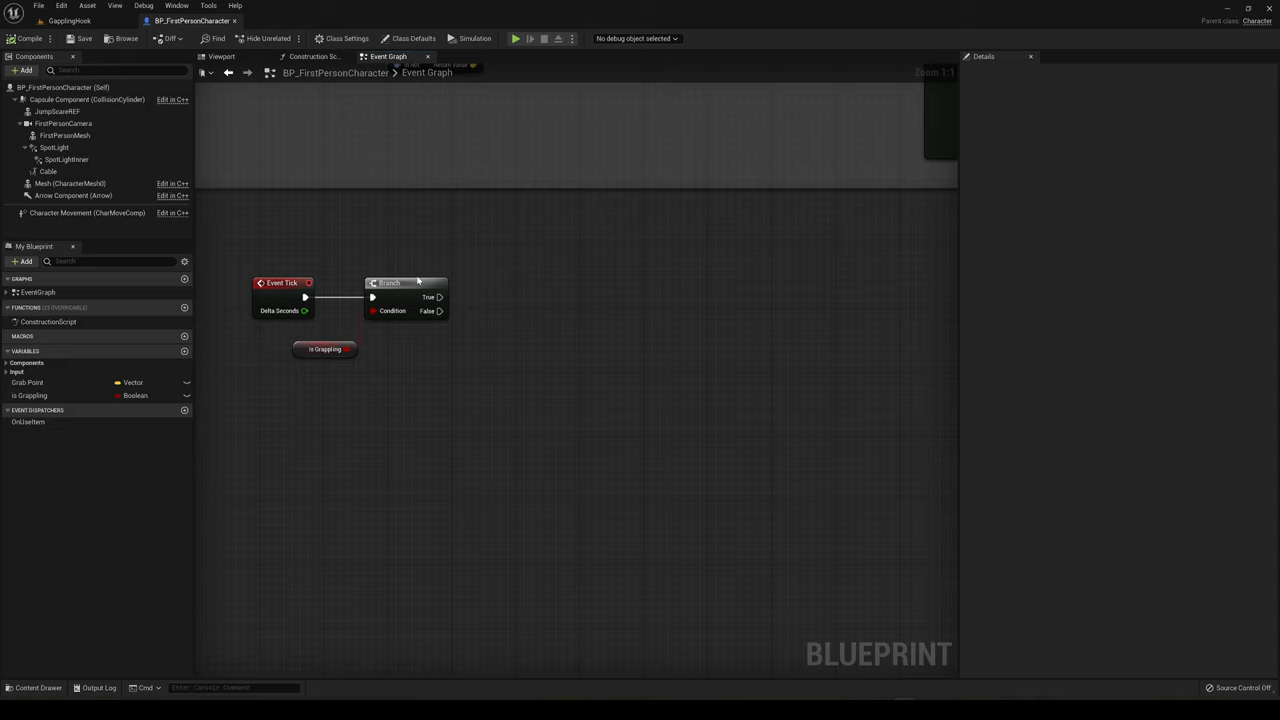 File Edit Asset View Debug Window Tools Help
GapplingHook
BP_FirstPersonCharacter
Parent class: Character
Compile Save Browse Diff Find Hide Unrelated Class Settings Class Defaults Simulation No debug object selected
Components
Viewport Construction Sc... Event Graph Details
Add Search
BP_FirstPersonCharacter > Event Graph
Zoom 1:1
BP_FirstPersonCharacter (Self)
Capsule Component (CollisionCylinder) Edit in C++
JumpScareREF
FirstPersonCamera
FirstPersonMesh
SpotLight
SpotLightInner
Cable
Mesh (CharacterMesh0) Edit in C++
Arrow Component (Arrow) Edit in C++
Character Movement (CharMoveComp) Edit in C++
My Blueprint
Add Search
GRAPHS
EventGraph
FUNCTIONS (33 OVERRIDABLE)
ConstructionScript
MACROS
VARIABLES
Components
Input
Grab Point Vector
is Grappling Boolean
EVENT DISPATCHERS
OnUseItem
Event Tick
Delta Seconds
Branch
True
Condition False
Is Grappling
BLUEPRINT
Content Drawer Output Log Cmd Enter Console Command Source Control Off